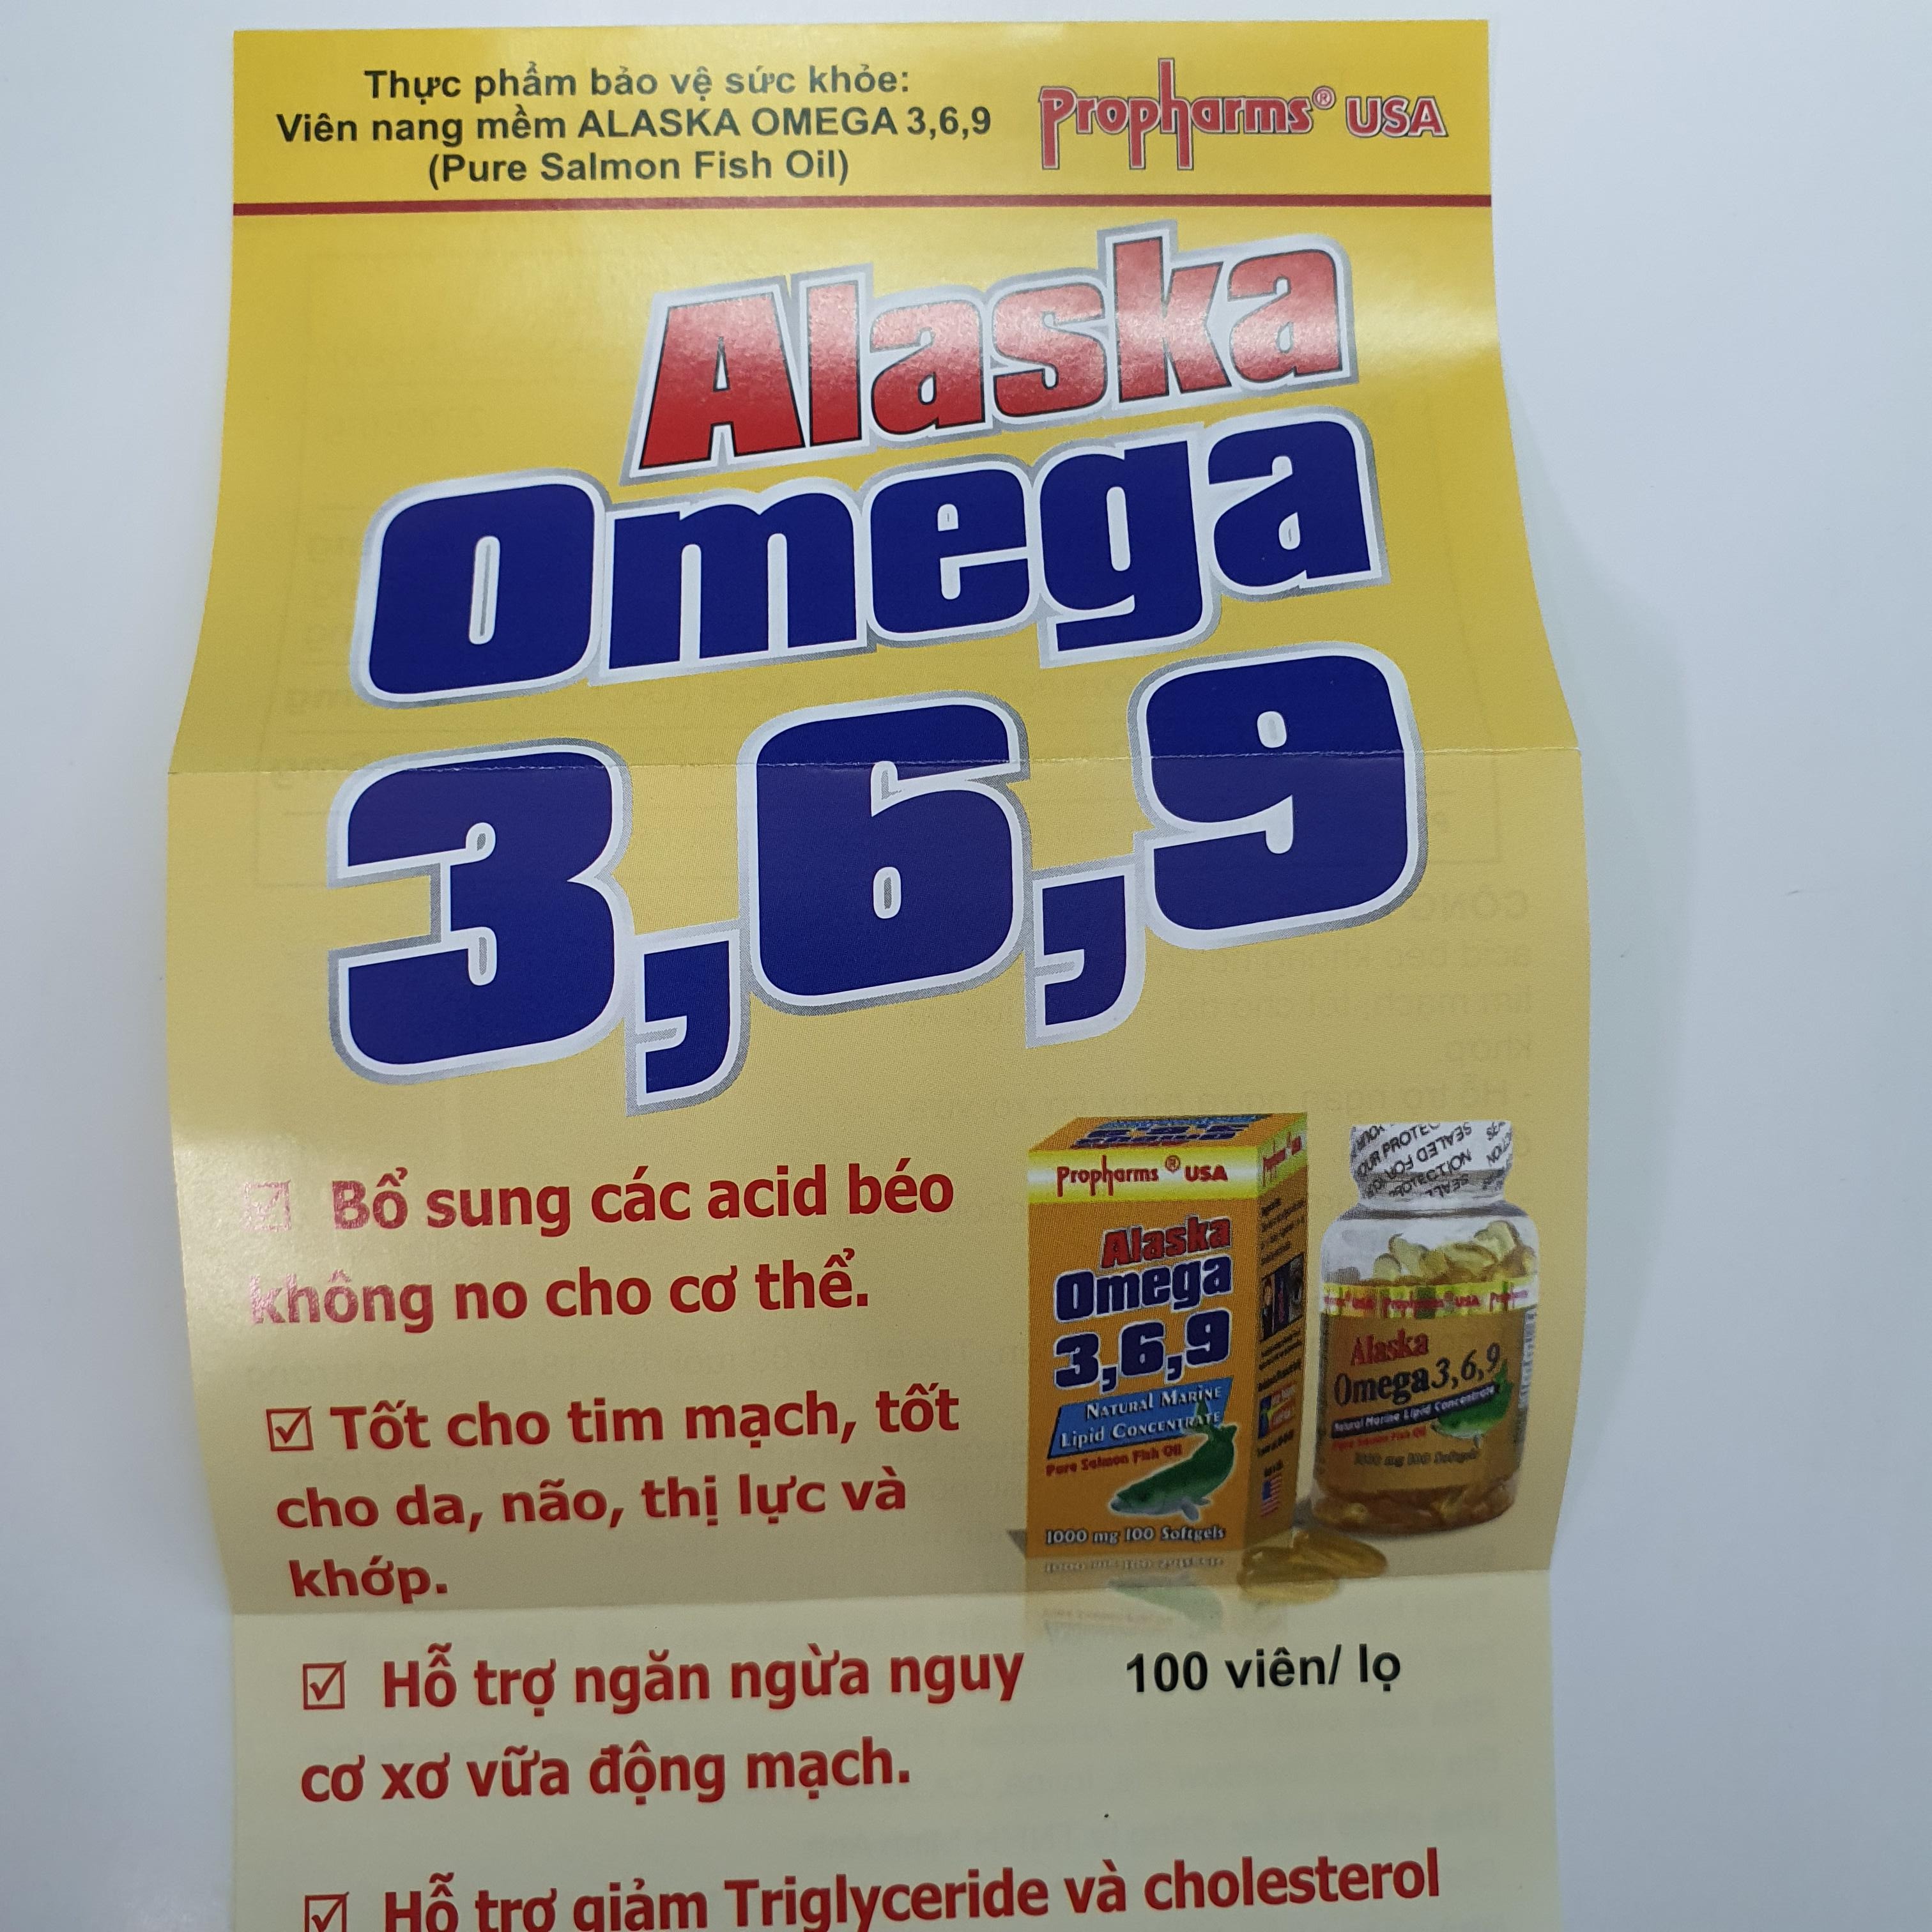 Thực phẩm bảo vệ sức khỏe:
Viên nang mềm ALASKA OMEGA 3,6,9
(Pure Salmon Fish Oil)
Propharms® USA
Alaska
Omega
3,6,9
☑ Bổ sung các acid béo
không no cho cơ thể.
☑ Tốt cho tim mạch, tốt
cho da, não, thị lực và
khớp.
Propharms ® USA
Alaska
Omega
3,6,9
Natural Marine
Lipid Concentrate
Pure Salmon Fish Oil
1000 mg 100 Softgels
Propharms USA
Alaska
Omega 3,6,9
Natural Marine Lipid Concentrate
1000 mg 100 Softgels
100 viên/ lọ
☑ Hỗ trợ ngăn ngừa nguy
cơ xơ vữa động mạch.
☑ Hỗ trợ giảm Triglyceride và cholesterol